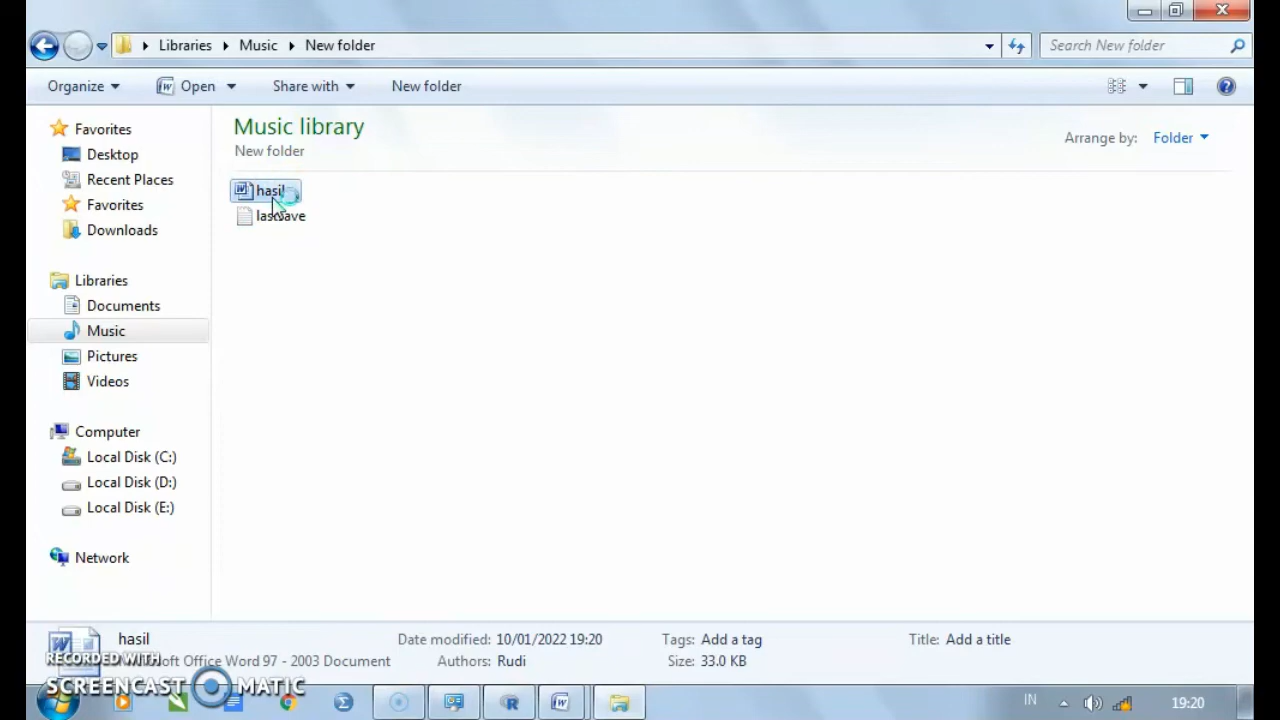 Libraries Music New folder
Search New folder
Organize Open Share with New folder
Music library
New folder
Arrange by: Folder
Favorites
Desktop
Recent Places
Favorites
Downloads
Libraries
Documents
Music
Pictures
Videos
Computer
Local Disk (C:)
Local Disk (D:)
Local Disk (E:)
Network
hasil
lastsave
hasil
Date modified: 10/01/2022 19:20
Tags: Add a tag
Title: Add a title
Microsoft Office Word 97 - 2003 Document
Authors: Rudi
Size: 33.0 KB
RECORDED WITH
SCREENCAST MATIC
IN
19:20